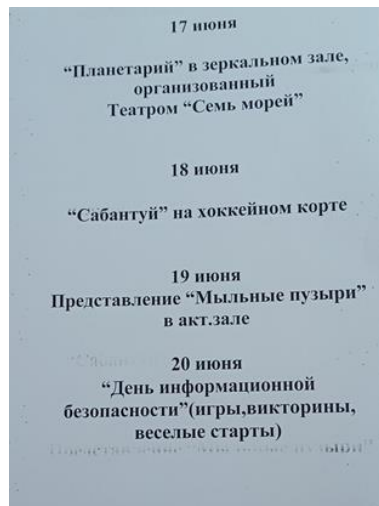 17 июня
“Планетарий” в зеркальном зале,
организованный
Театром “Семь морей”
18 июня
“Сабантуй” на хоккейном корте
19 июня
Представление “Мыльные пузыри”
в акт.зале
20 июня
“День информационной
безопасности”(игры,викторины,
веселые старты)